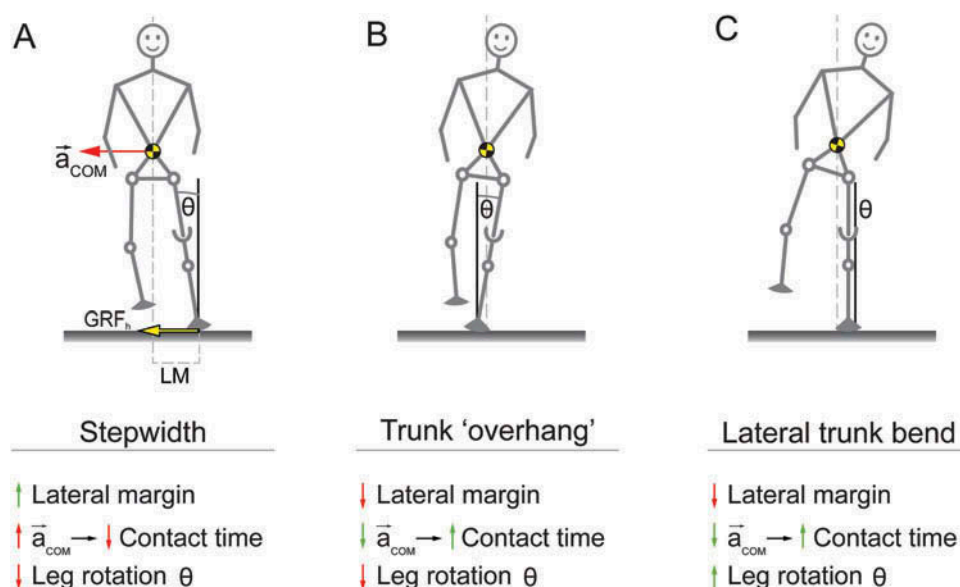 A
B
C
a⃗COM
θ
θ
θ
GRFh
LM
Stepwidth
↑ Lateral margin
↑ a⃗COM → ↓ Contact time
↓ Leg rotation θ
Trunk ‘overhang’
↓ Lateral margin
↓ a⃗COM → ↑ Contact time
↓ Leg rotation θ
Lateral trunk bend
↓ Lateral margin
↓ a⃗COM → ↑ Contact time
↑ Leg rotation θ